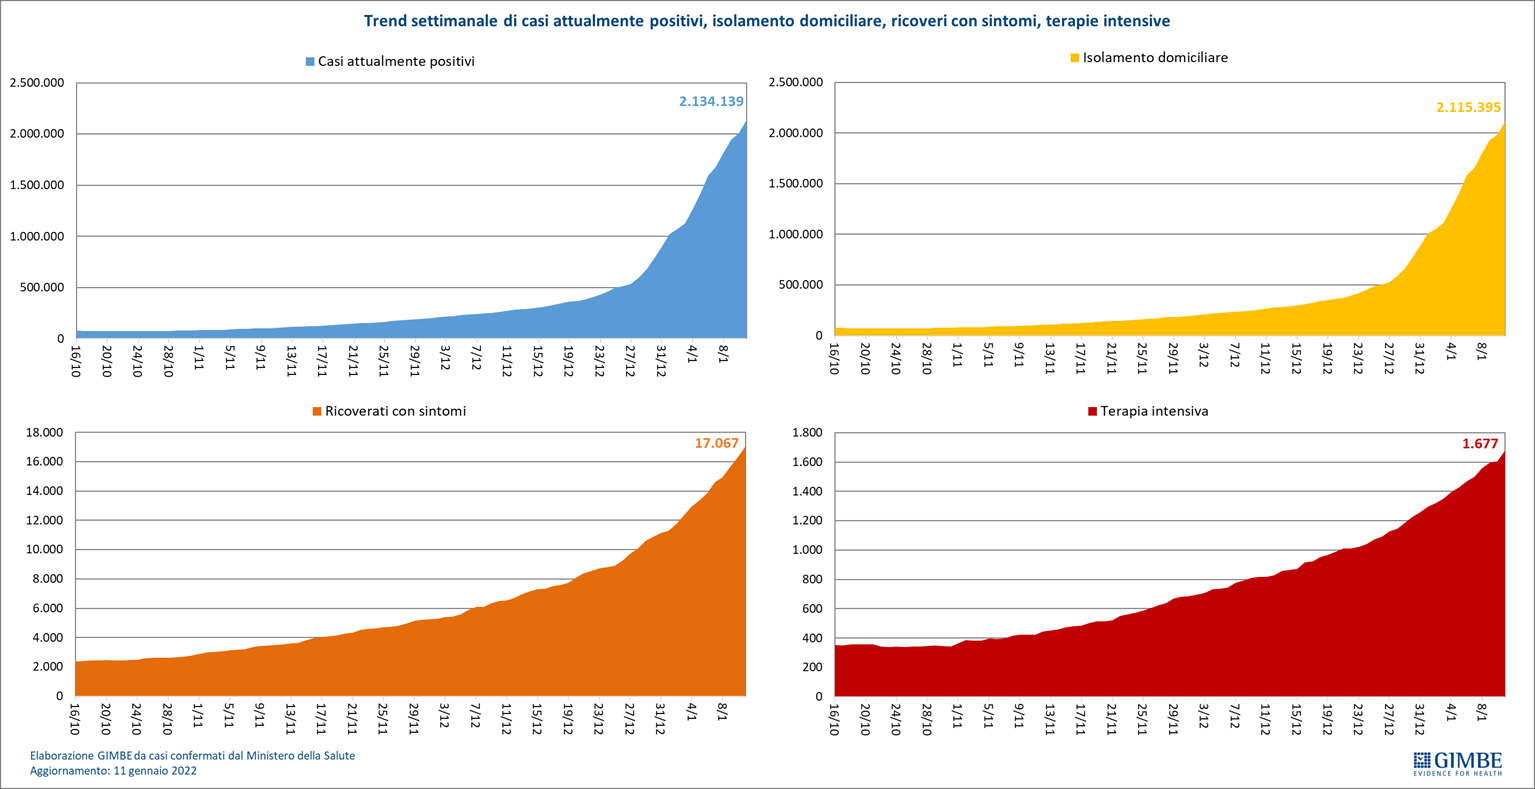 Trend settimanale di casi attualmente positivi, isolamento domiciliare, ricoveri con sintomi, terapie intensive
Casi attualmente positivi
2.500.000
2.000.000
1.500.000
1.000.000
500.000
0
2.134.139
16/10 20/10 24/10 28/10 1/11 5/11 9/11 13/11 17/11 21/11 25/11 29/11 3/12 7/12 11/12 15/12 19/12 23/12 27/12 31/12 4/1 8/1
Isolamento domiciliare
2.500.000
2.000.000
1.500.000
1.000.000
500.000
0
2.115.395
16/10 20/10 24/10 28/10 1/11 5/11 9/11 13/11 17/11 21/11 25/11 29/11 3/12 7/12 11/12 15/12 19/12 23/12 27/12 31/12 4/1 8/1
Ricoverati con sintomi
18.000
16.000
14.000
12.000
10.000
8.000
6.000
4.000
2.000
0
17.067
16/10 20/10 24/10 28/10 1/11 5/11 9/11 13/11 17/11 21/11 25/11 29/11 3/12 7/12 11/12 15/12 19/12 23/12 27/12 31/12 4/1 8/1
Terapia intensiva
1.800
1.600
1.400
1.200
1.000
800
600
400
200
0
1.677
16/10 20/10 24/10 28/10 1/11 5/11 9/11 13/11 17/11 21/11 25/11 29/11 3/12 7/12 11/12 15/12 19/12 23/12 27/12 31/12 4/1 8/1
Elaborazione GIMBE da casi confermati dal Ministero della Salute
Aggiornamento: 11 gennaio 2022
GIMBE
EVIDENCE FOR HEALTH